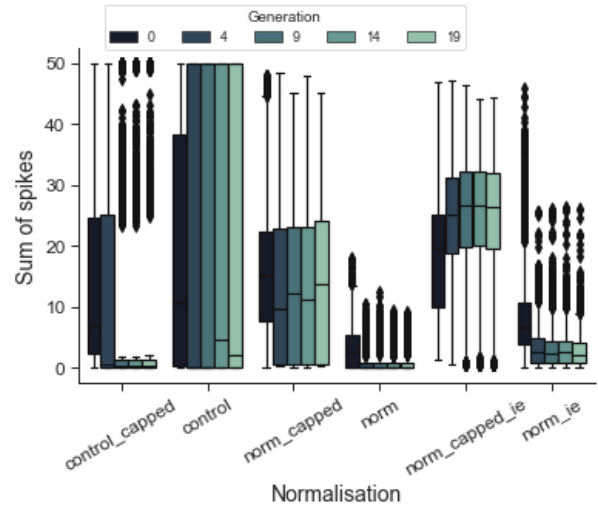 Generation
0 4 9 14 19
50
40
30
20
10
0
Sum of spikes
control_capped
control
norm_capped
norm
norm_capped_ie
norm_ie
Normalisation